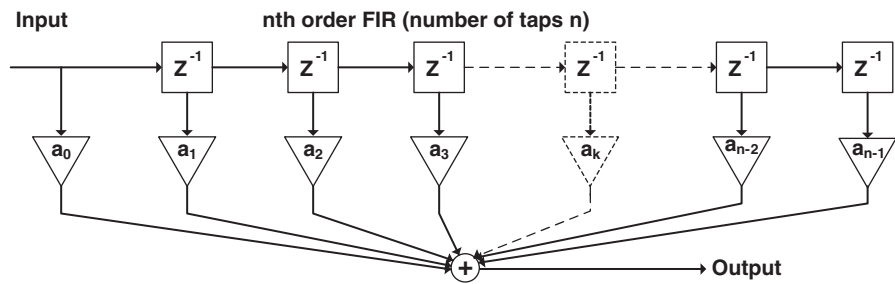 Input
nth order FIR (number of taps n)
Z⁻¹ Z⁻¹ Z⁻¹ Z⁻¹ Z⁻¹ Z⁻¹
a₀ a₁ a₂ a₃ aₖ aₙ₋₂ aₙ₋₁
+
Output